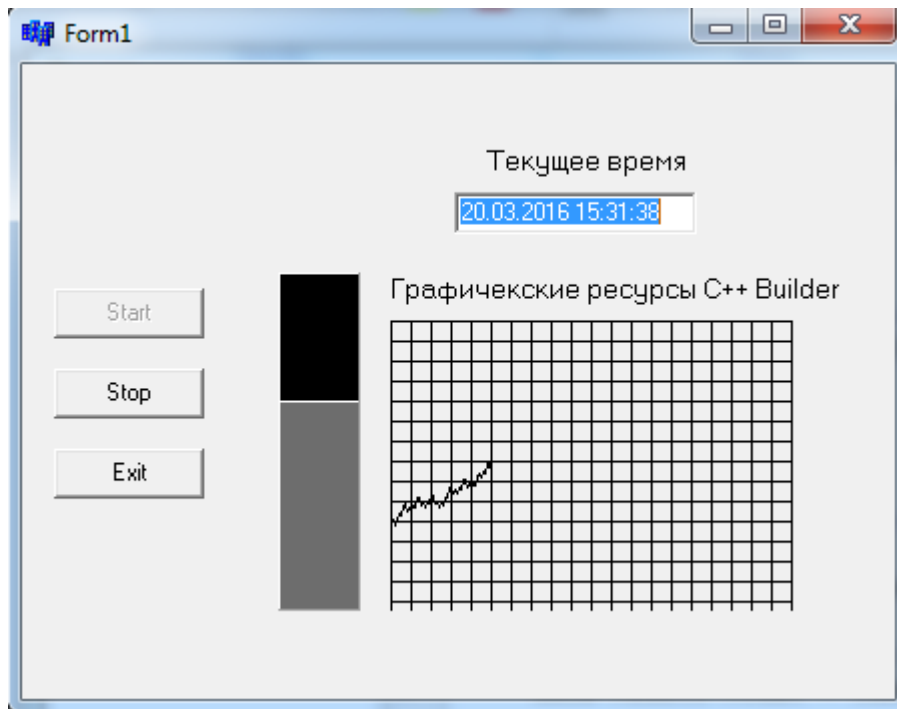 Form1
Текущее время
20.03.2016 15:31:38
Графичекские ресурсы C++ Builder
Start
Stop
Exit